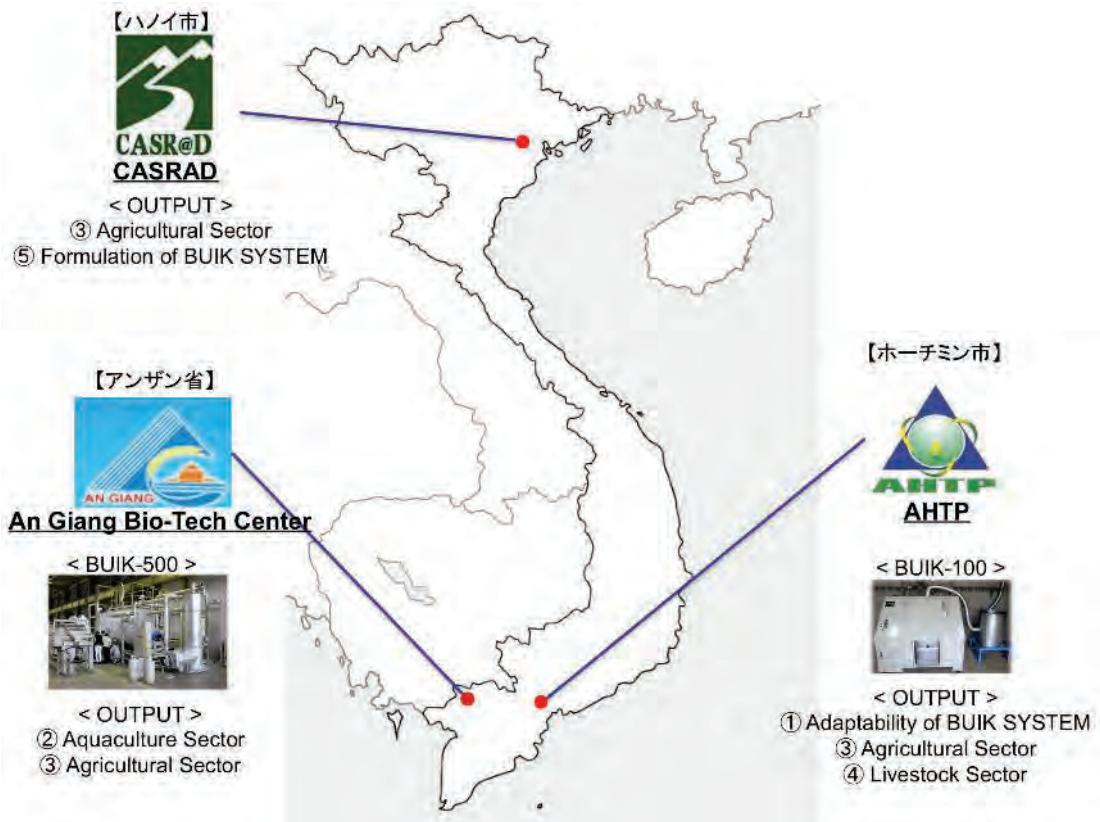 【ハノイ市】
CASR@D
CASRAD
< OUTPUT >
③ Agricultural Sector
⑤ Formulation of BUIK SYSTEM
【アンザン省】
AN GIANG
An Giang Bio-Tech Center
< BUIK-500 >
< OUTPUT >
② Aquaculture Sector
③ Agricultural Sector
【ホーチミン市】
AHTP
AHTP
< BUIK-100 >
< OUTPUT >
① Adaptability of BUIK SYSTEM
③ Agricultural Sector
④ Livestock Sector